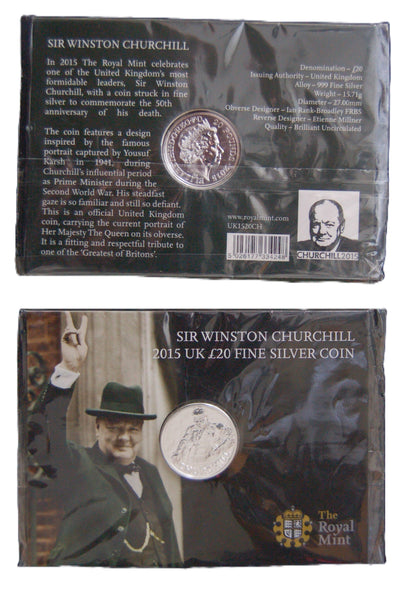 SIR WINSTON CHURCHILL
In 2015 The Royal Mint celebrates
one of the United Kingdom's most
formidable leaders, Sir Winston
Churchill, with a coin struck in fine
silver to commemorate the 50th
anniversary of his death.
The coin features a design
inspired by the famous
portrait captured by Yousuf
Karsh in 1941, during
Churchill's influential period
as Prime Minister during the
Second World War. His steadfast
gaze is so familiar and still so defiant.
This is an official United Kingdom
coin, carrying the current portrait of
Her Majesty The Queen on its obverse.
It is a fitting and respectful tribute to
one of the 'Greatest of Britons'.
Denomination – £20
Issuing Authority – United Kingdom
Alloy – 999 Fine Silver
Weight – 15.71g
Diameter – 27.00mm
Obverse Designer – Ian Rank-Broadley FRBS
Reverse Designer – Etienne Millner
Quality – Brilliant Uncirculated
20 POUNDS 2015
www.royalmint.com
UK1520CH
5 026177 334248
CHURCHILL2015
SIR WINSTON CHURCHILL
2015 UK £20 FINE SILVER COIN
The
Royal
Mint